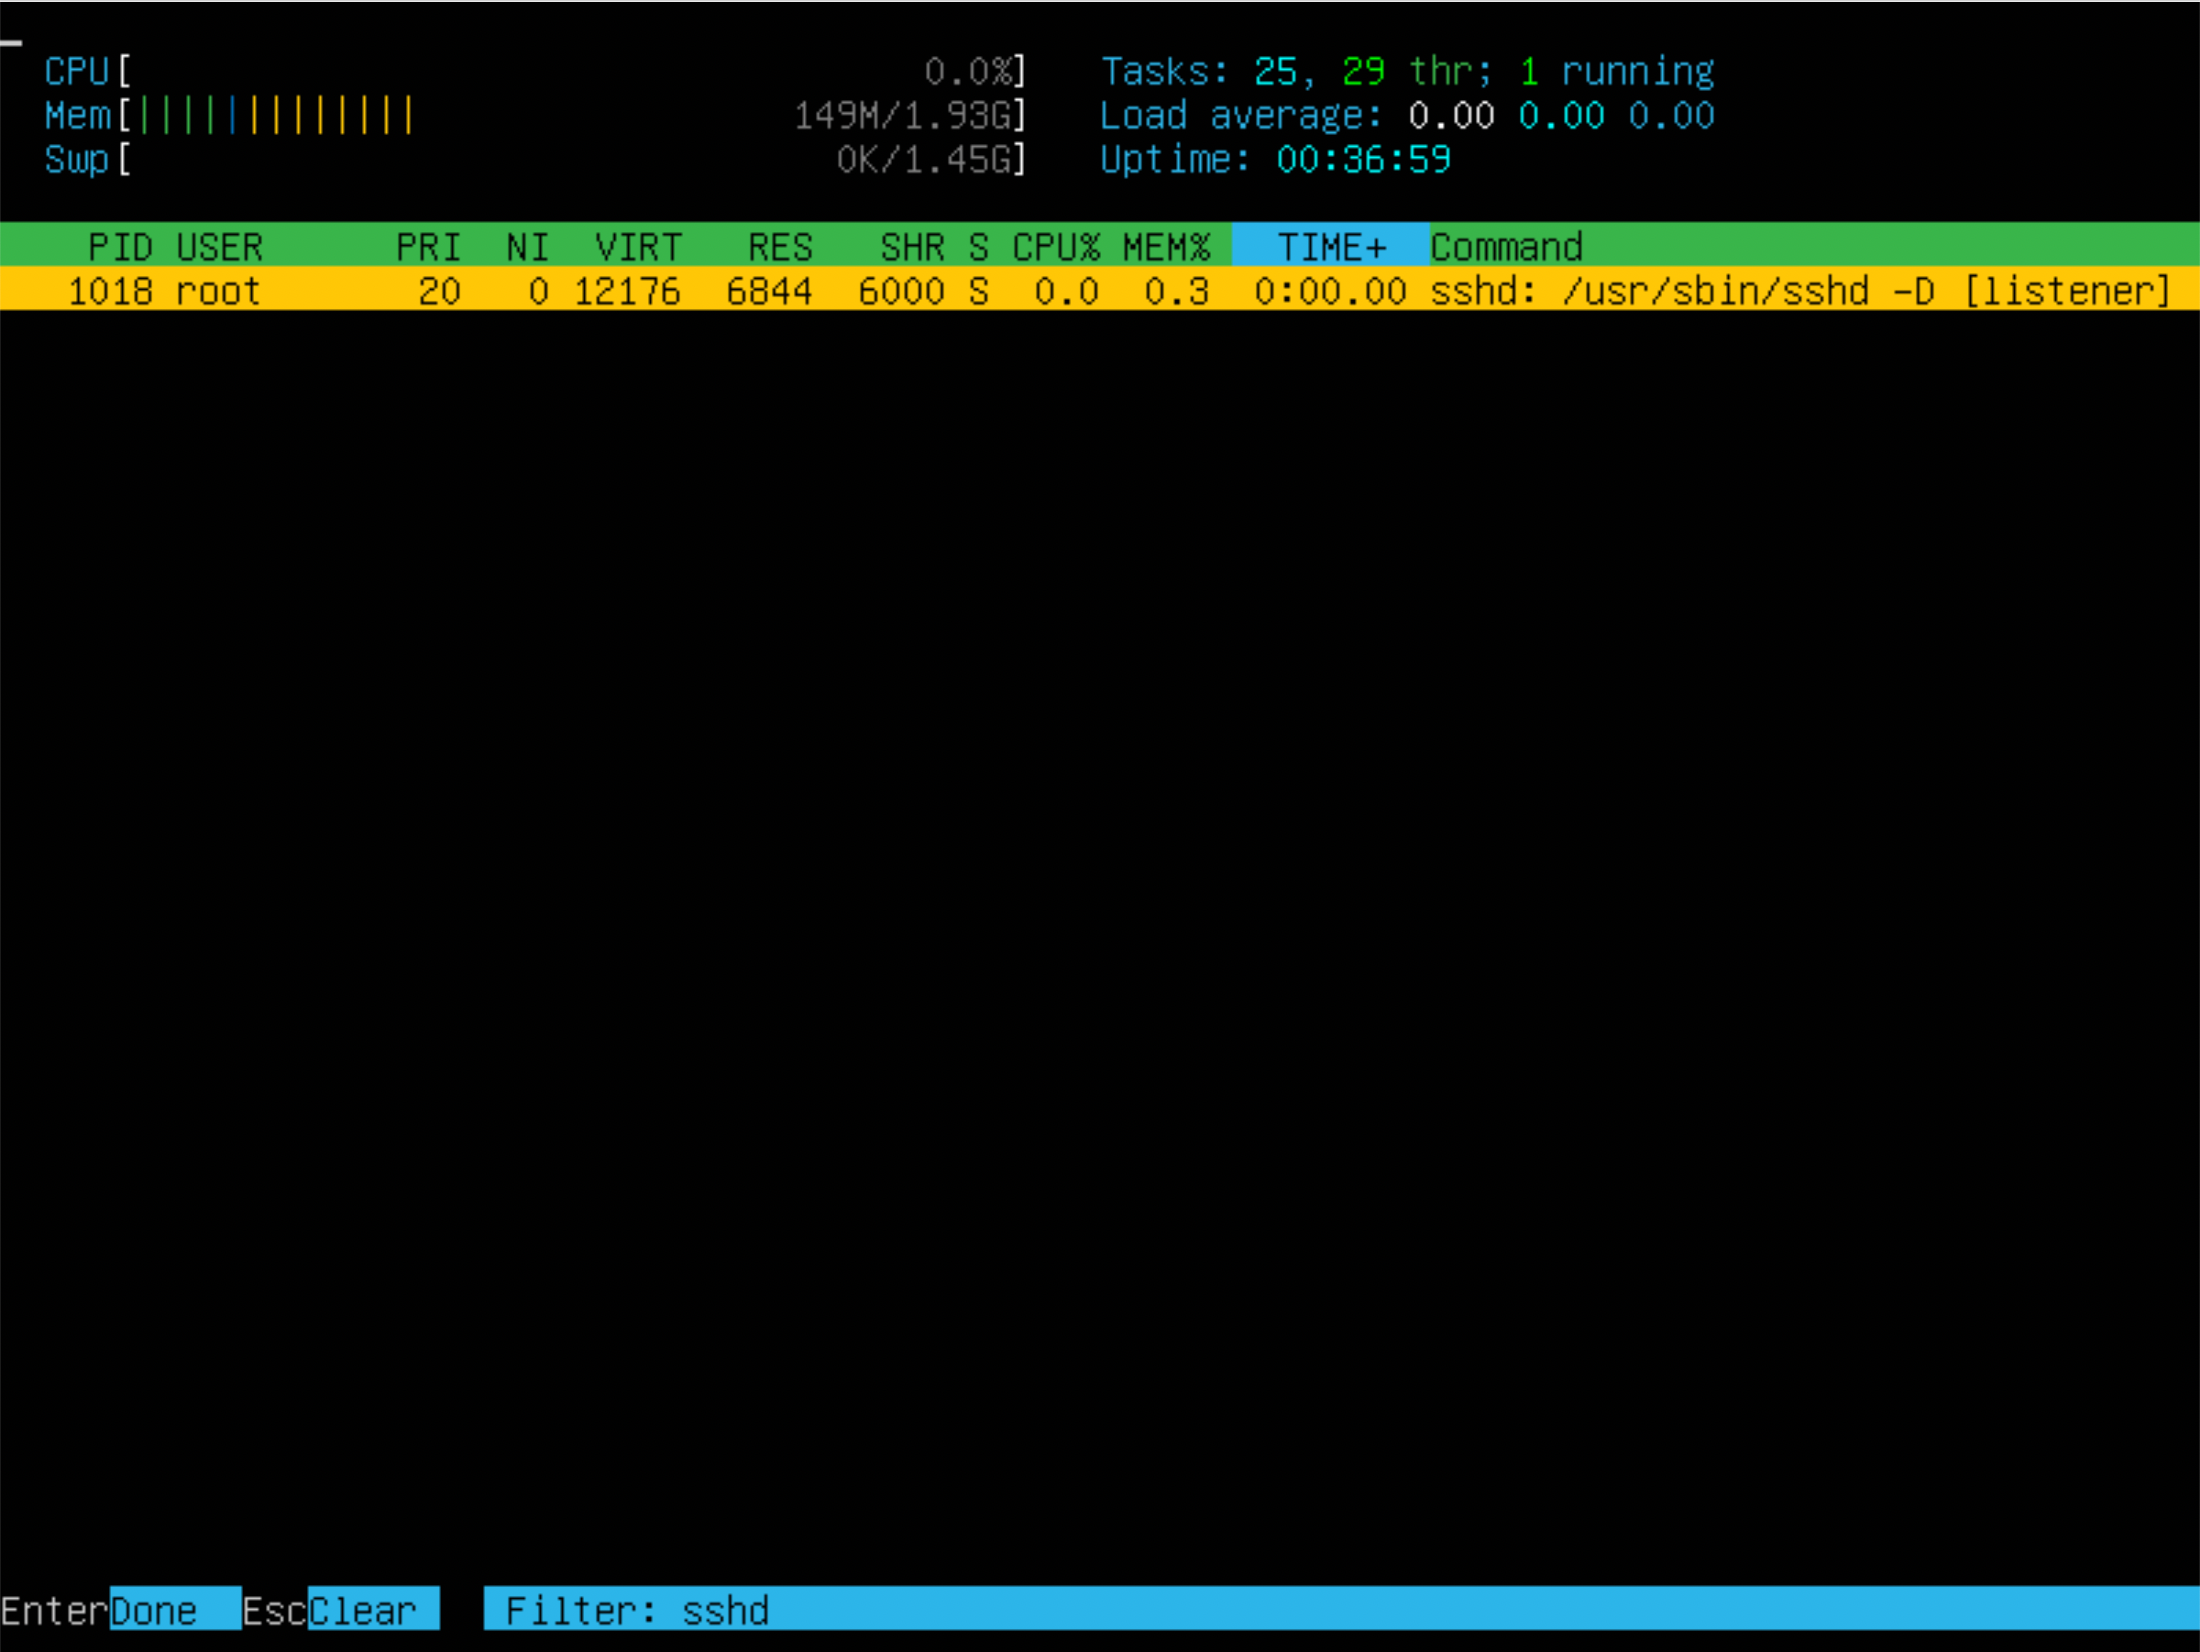 CPU[ 0.0%] Tasks: 25, 29 thr; 1 running
Mem[||||||||||||| 149M/1.93G] Load average: 0.00 0.00 0.00
Swp[ 0K/1.45G] Uptime: 00:36:59
PID USER PRI NI VIRT RES SHR S CPU% MEM% TIME+ Command
1018 root 20 0 12176 6844 6000 S 0.0 0.3 0:00.00 sshd: /usr/sbin/sshd -D [listener]
EnterDone EscClear Filter: sshd